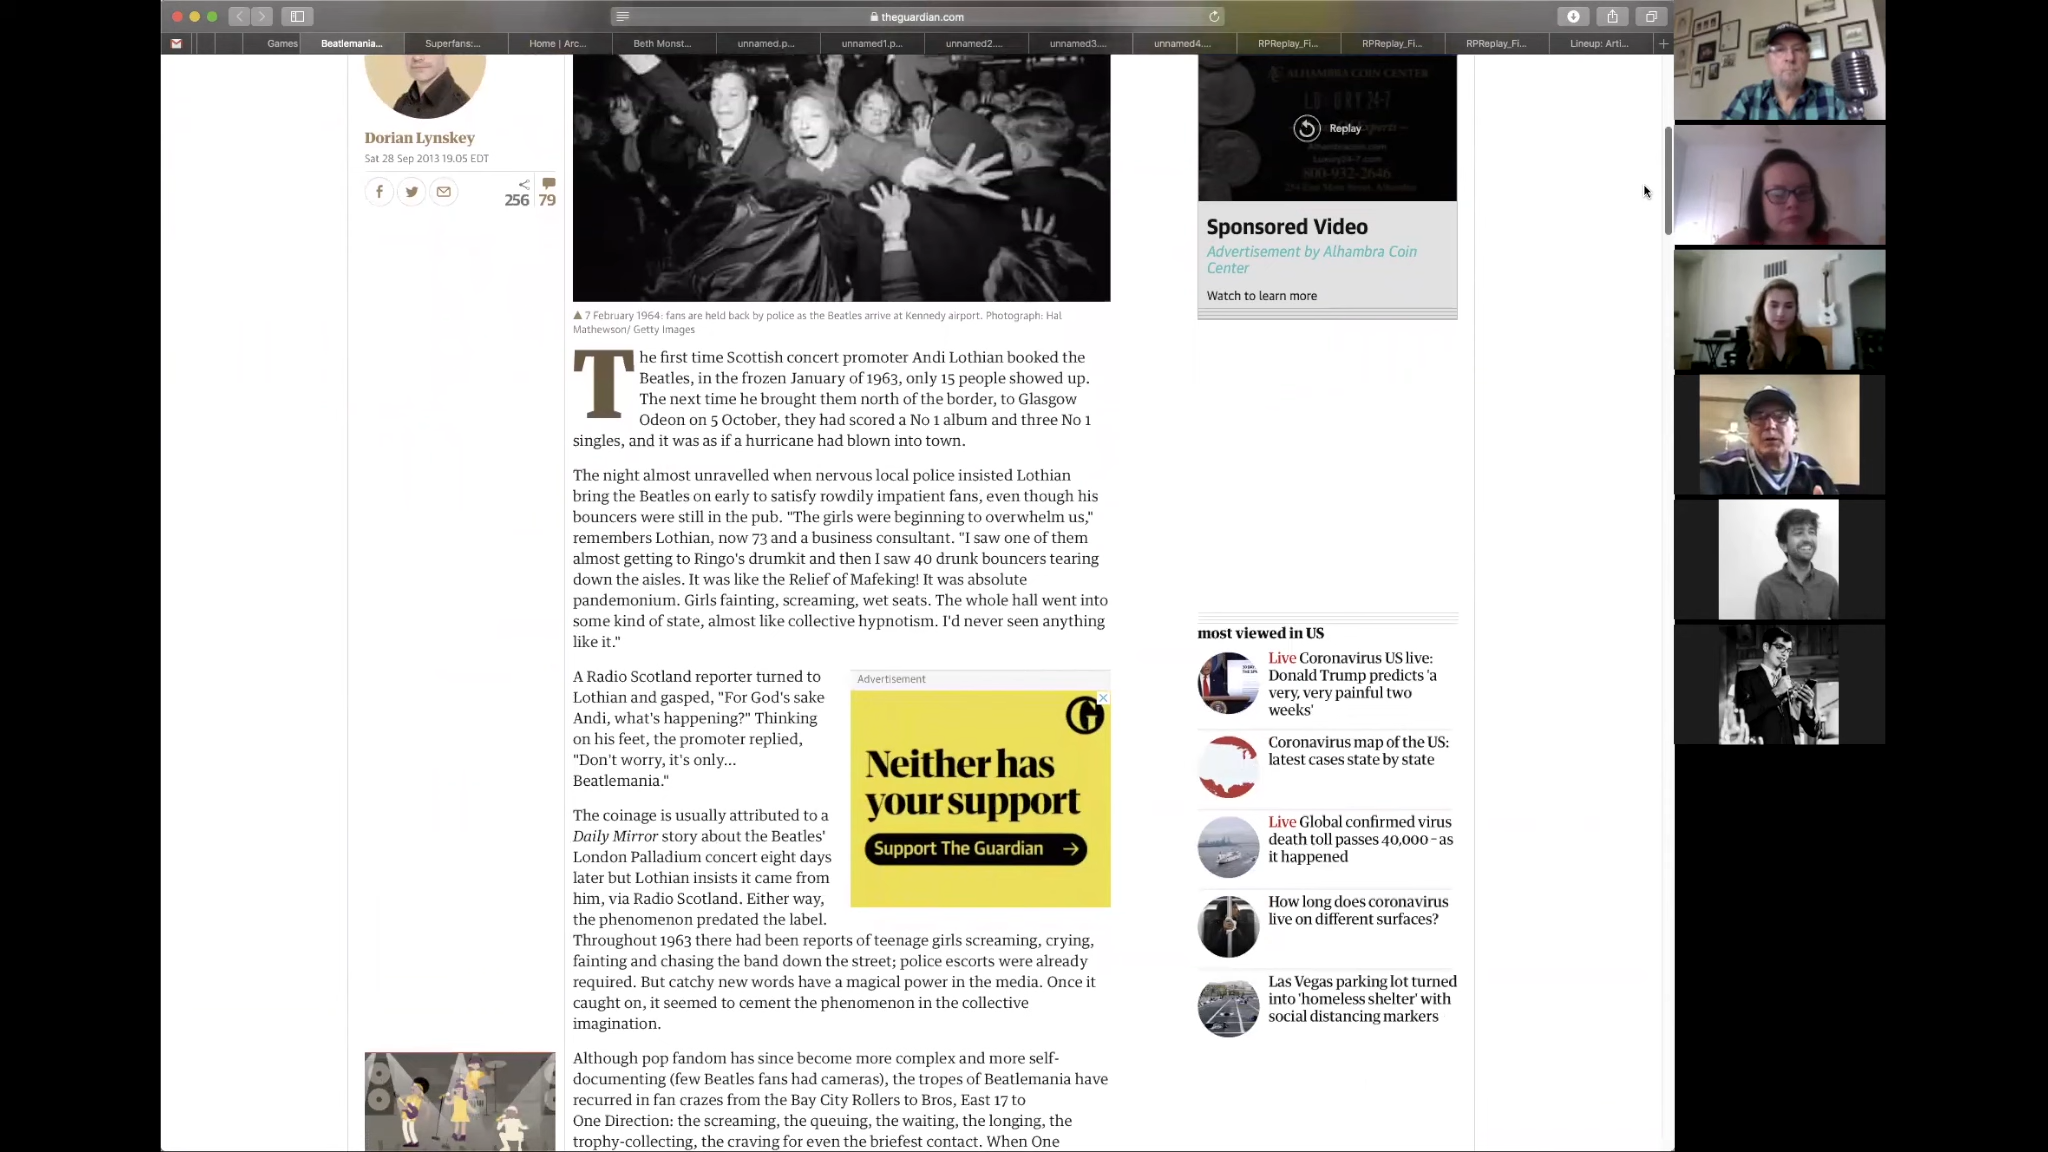 theguardian.com
Games
Beatlemania...
Superfans:...
Home | Arc...
Beth Monst...
unnamed.p...
unnamed1.p...
unnamed2....
unnamed3....
unnamed4....
RPReplay_Fi...
RPReplay_Fi...
RPReplay_Fi...
Lineup: Arti...
Dorian Lynskey
Sat 28 Sep 2013 19.05 EDT
256
79
▲ 7 February 1964: fans are held back by police as the Beatles arrive at Kennedy airport. Photograph: Hal
Mathewson/ Getty Images
The first time Scottish concert promoter Andi Lothian booked the
Beatles, in the frozen January of 1963, only 15 people showed up.
The next time he brought them north of the border, to Glasgow
Odeon on 5 October, they had scored a No 1 album and three No 1
singles, and it was as if a hurricane had blown into town.
The night almost unravelled when nervous local police insisted Lothian
bring the Beatles on early to satisfy rowdily impatient fans, even though his
bouncers were still in the pub. "The girls were beginning to overwhelm us,"
remembers Lothian, now 73 and a business consultant. "I saw one of them
almost getting to Ringo's drumkit and then I saw 40 drunk bouncers tearing
down the aisles. It was like the Relief of Mafeking! It was absolute
pandemonium. Girls fainting, screaming, wet seats. The whole hall went into
some kind of state, almost like collective hypnotism. I'd never seen anything
like it."
A Radio Scotland reporter turned to
Lothian and gasped, "For God's sake
Andi, what's happening?" Thinking
on his feet, the promoter replied,
"Don't worry, it's only...
Beatlemania."
The coinage is usually attributed to a
Daily Mirror story about the Beatles'
London Palladium concert eight days
later but Lothian insists it came from
him, via Radio Scotland. Either way,
the phenomenon predated the label.
Throughout 1963 there had been reports of teenage girls screaming, crying,
fainting and chasing the band down the street; police escorts were already
required. But catchy new words have a magical power in the media. Once it
caught on, it seemed to cement the phenomenon in the collective
imagination.
Although pop fandom has since become more complex and more self-
documenting (few Beatles fans had cameras), the tropes of Beatlemania have
recurred in fan crazes from the Bay City Rollers to Bros, East 17 to
One Direction: the screaming, the queuing, the waiting, the longing, the
trophy-collecting, the craving for even the briefest contact. When One
Advertisement
G
Neither has
your support
Support The Guardian →
ALHAMBRA COIN CENTER
Replay
800-932-2646
Sponsored Video
Advertisement by Alhambra Coin
Center
Watch to learn more
most viewed in US
Live Coronavirus US live:
Donald Trump predicts 'a
very, very painful two
weeks'
Coronavirus map of the US:
latest cases state by state
Live Global confirmed virus
death toll passes 40,000 – as
it happened
How long does coronavirus
live on different surfaces?
Las Vegas parking lot turned
into 'homeless shelter' with
social distancing markers